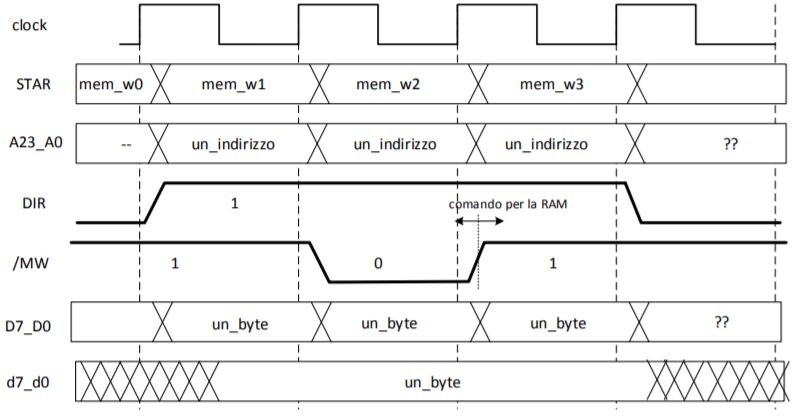 clock
STAR mem_w0 mem_w1 mem_w2 mem_w3
A23_A0 -- un_indirizzo un_indirizzo un_indirizzo ??
DIR 1 comando per la RAM
/MW 1 0 1
D7_D0 un_byte un_byte un_byte ??
d7_d0 un_byte